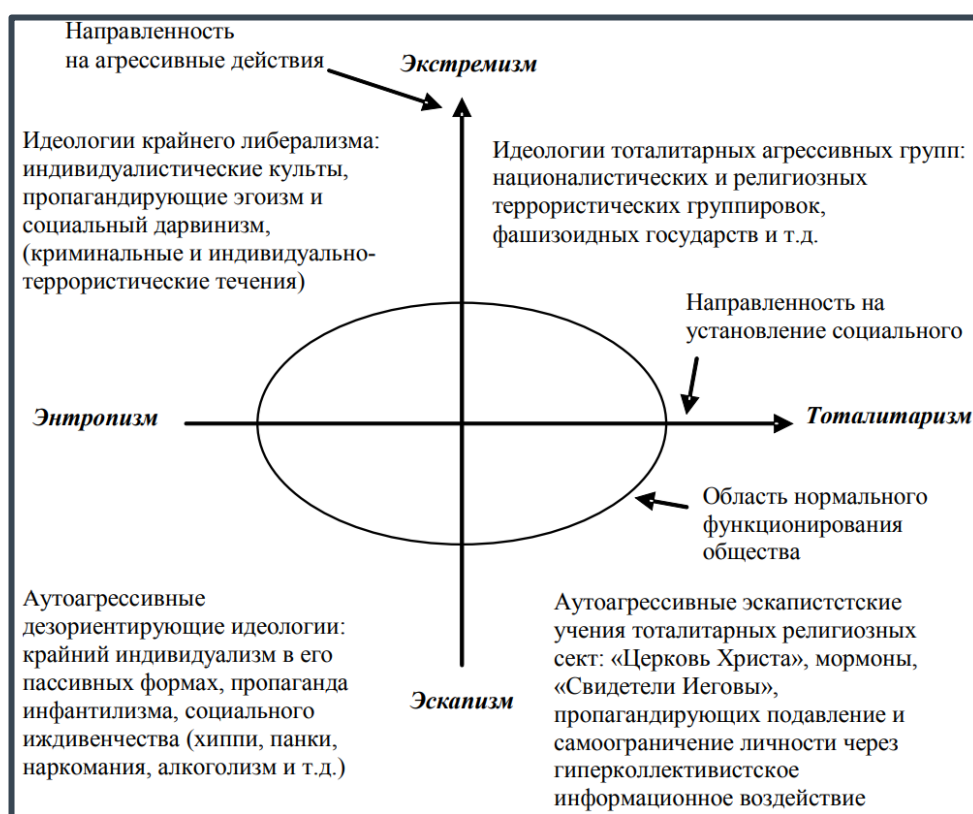 Направленность
на агрессивные действия
Экстремизм
Идеологии крайнего либерализма:
индивидуалистические культы,
пропагандирующие эгоизм и
социальный дарвинизм,
(криминальные и индивидуально-
террористические течения)
Идеологии тоталитарных агрессивных групп:
националистических и религиозных
террористических группировок,
фашизоидных государств и т.д.
Направленность на
установление социального
Энтропизм
Тоталитаризм
Область нормального
функционирования
общества
Аутоагрессивные
дезориентирующие идеологии:
крайний индивидуализм в его
пассивных формах, пропаганда
инфантилизма, социального
иждивенчества (хиппи, панки,
наркомания, алкоголизм и т.д.)
Эскапизм
Аутоагрессивные эскапистстские
учения тоталитарных религиозных
сект: «Церковь Христа», мормоны,
«Свидетели Иеговы»,
пропагандирующих подавление и
самоограничение личности через
гиперколлективистское
информационное воздействие